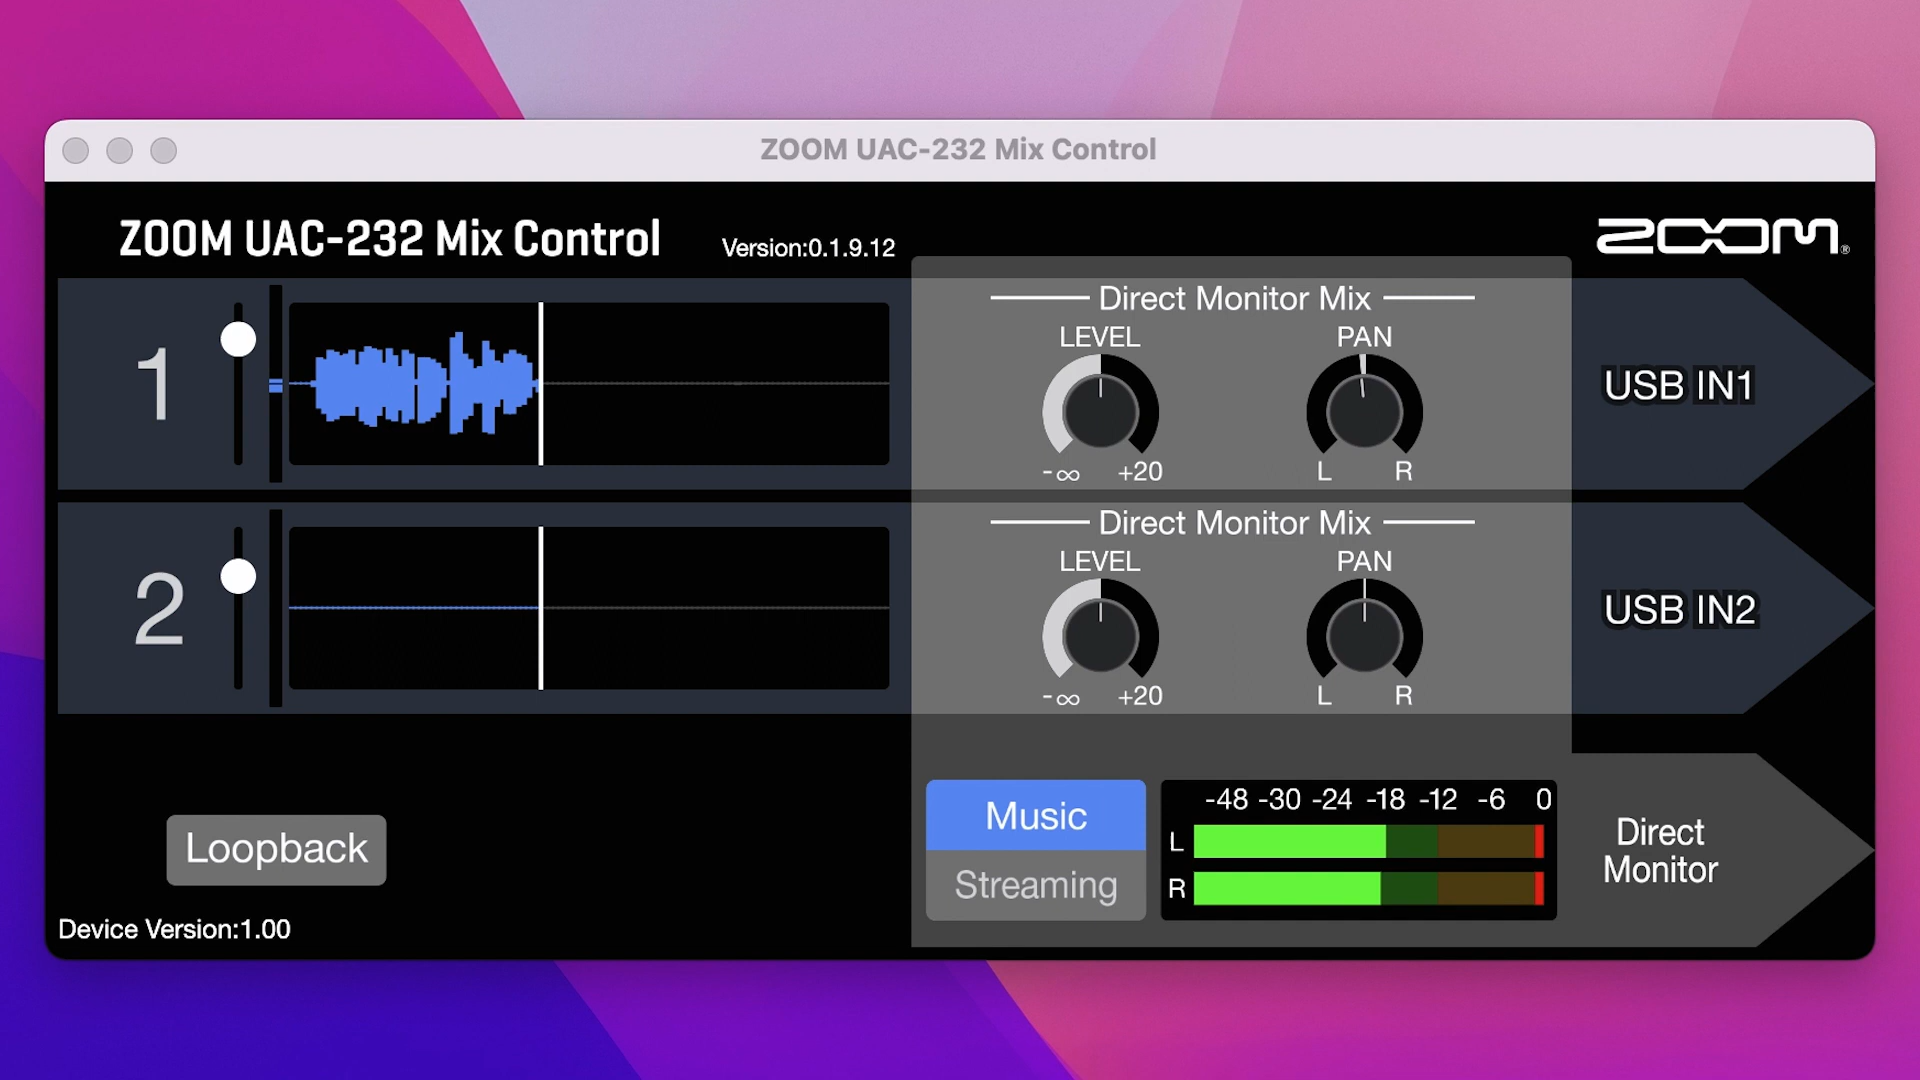 ZOOM UAC-232 Mix Control
ZOOM UAC-232 Mix Control
Version:0.1.9.12
ZOOM®
1
Direct Monitor Mix
LEVEL
PAN
-∞
+20
L
R
USB IN1
2
Direct Monitor Mix
LEVEL
PAN
-∞
+20
L
R
USB IN2
Loopback
Music
Streaming
-48 -30 -24 -18 -12 -6 0
L
R
Direct
Monitor
Device Version:1.00